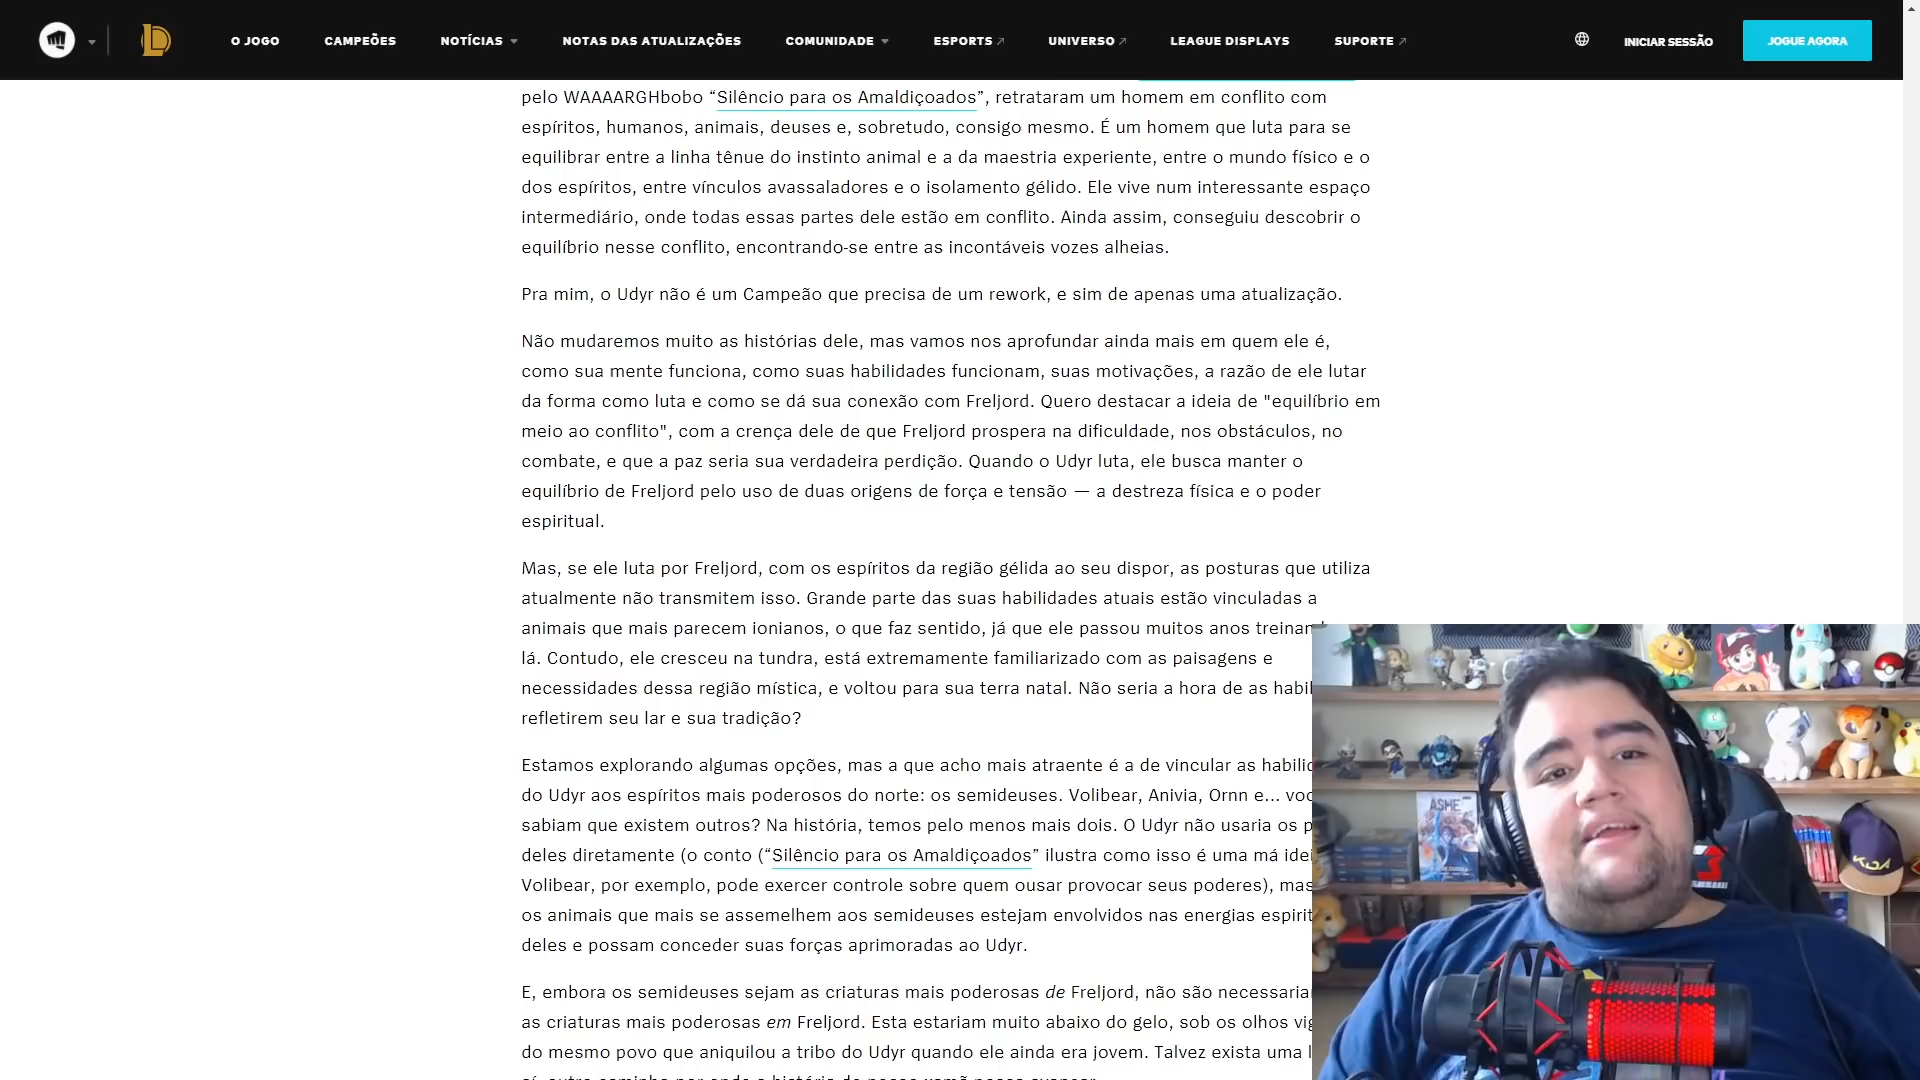 O JOGO CAMPEÕES NOTÍCIAS NOTAS DAS ATUALIZAÇÕES COMUNIDADE ESPORTS UNIVERSO LEAGUE DISPLAYS SUPORTE INICIAR SESSÃO JOGUE AGORA
pelo WAAAARGHbobo “Silêncio para os Amaldiçoados”, retrataram um homem em conflito com
espíritos, humanos, animais, deuses e, sobretudo, consigo mesmo. É um homem que luta para se
equilibrar entre a linha tênue do instinto animal e a da maestria experiente, entre o mundo físico e o
dos espíritos, entre vínculos avassaladores e o isolamento gélido. Ele vive num interessante espaço
intermediário, onde todas essas partes dele estão em conflito. Ainda assim, conseguiu descobrir o
equilíbrio nesse conflito, encontrando-se entre as incontáveis vozes alheias.
Pra mim, o Udyr não é um Campeão que precisa de um rework, e sim de apenas uma atualização.
Não mudaremos muito as histórias dele, mas vamos nos aprofundar ainda mais em quem ele é,
como sua mente funciona, como suas habilidades funcionam, suas motivações, a razão de ele lutar
da forma como luta e como se dá sua conexão com Freljord. Quero destacar a ideia de "equilíbrio em
meio ao conflito", com a crença dele de que Freljord prospera na dificuldade, nos obstáculos, no
combate, e que a paz seria sua verdadeira perdição. Quando o Udyr luta, ele busca manter o
equilíbrio de Freljord pelo uso de duas origens de força e tensão — a destreza física e o poder
espiritual.
Mas, se ele luta por Freljord, com os espíritos da região gélida ao seu dispor, as posturas que utiliza
atualmente não transmitem isso. Grande parte das suas habilidades atuais estão vinculadas a
animais que mais parecem ionianos, o que faz sentido, já que ele passou muitos anos treinan
lá. Contudo, ele cresceu na tundra, está extremamente familiarizado com as paisagens e
necessidades dessa região mística, e voltou para sua terra natal. Não seria a hora de as habil
refletirem seu lar e sua tradição?
Estamos explorando algumas opções, mas a que acho mais atraente é a de vincular as habilid
do Udyr aos espíritos mais poderosos do norte: os semideuses. Volibear, Anivia, Ornn e... voc
sabiam que existem outros? Na história, temos pelo menos mais dois. O Udyr não usaria os p
deles diretamente (o conto (“Silêncio para os Amaldiçoados” ilustra como isso é uma má idei
Volibear, por exemplo, pode exercer controle sobre quem ousar provocar seus poderes), mas
os animais que mais se assemelhem aos semideuses estejam envolvidos nas energias espirit
deles e possam conceder suas forças aprimoradas ao Udyr.
E, embora os semideuses sejam as criaturas mais poderosas de Freljord, não são necessaria
as criaturas mais poderosas em Freljord. Esta estariam muito abaixo do gelo, sob os olhos vig
do mesmo povo que aniquilou a tribo do Udyr quando ele ainda era jovem. Talvez exista uma l
ASHE